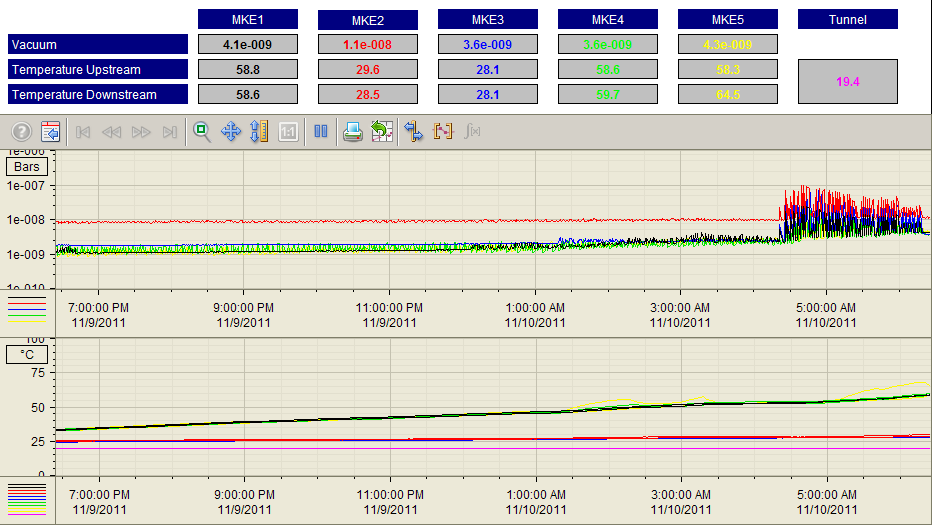 MKE1 MKE2 MKE3 MKE4 MKE5 Tunnel
Vacuum 4.1e-009 1.1e-008 3.6e-009 3.6e-009 4.3e-009
Temperature Upstream 58.8 29.6 28.1 58.6 58.3
19.4
Temperature Downstream 58.6 28.5 28.1 59.7 64.5
? 1:1 f(x)
1e-006
Bars
1e-007
1e-008
1e-009
1e-010
7:00:00 PM 9:00:00 PM 11:00:00 PM 1:00:00 AM 3:00:00 AM 5:00:00 AM
11/9/2011 11/9/2011 11/9/2011 11/10/2011 11/10/2011 11/10/2011
100
°C
75
50
25
0
7:00:00 PM 9:00:00 PM 11:00:00 PM 1:00:00 AM 3:00:00 AM 5:00:00 AM
11/9/2011 11/9/2011 11/9/2011 11/10/2011 11/10/2011 11/10/2011